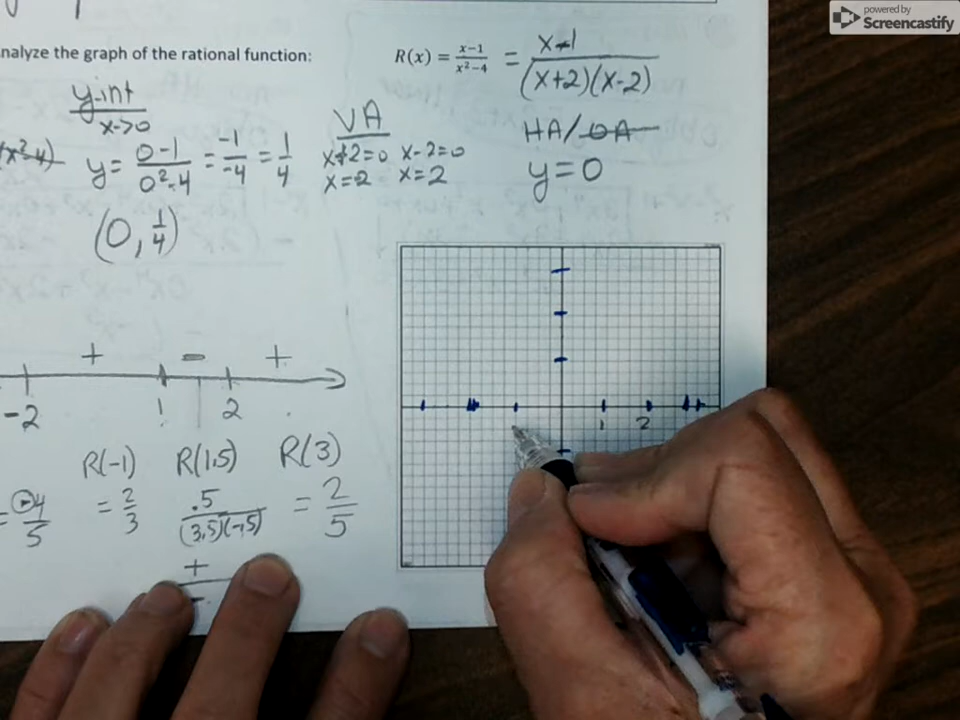 powered by
Screencastify
nalyze the graph of the rational function:
R(x) = x-1/x²-4 = x-1/(x+2)(x-2)
y-int
x->0
y = 0-1/0²-4 = -1/-4 = 1/4
(0, 1/4)
VA
x+2=0 x-2=0
x=-2 x=2
HA/OA
y=0
+ - +
-2 1 2
R(-1) R(1.5) R(3)
= 2/3 .5/(3.5)(-.5) = 2/5
= -4/5
+/-
1 2